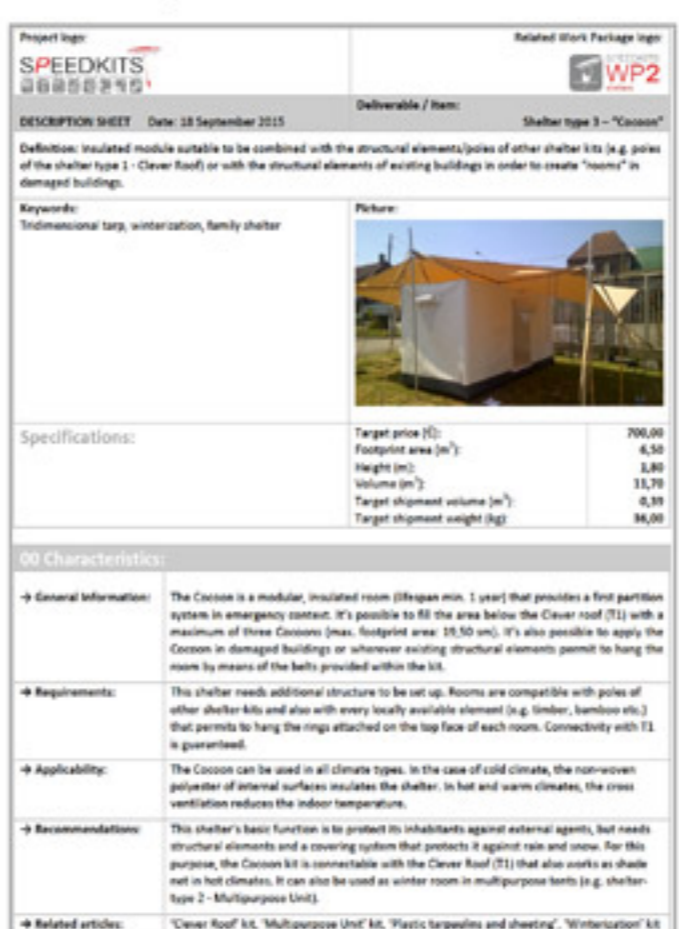 Project logo:
Related Work Package logo:
SPEEDKITS
WP2
Deliverable / Item:
DESCRIPTION SHEET Date: 18 September 2015
Shelter type 3 – "Cocoon"
Definition: Insulated module suitable to be combined with the structural elements/poles of other shelter kits (e.g. poles
of the shelter type 1 - Clever Roof) or with the structural elements of existing buildings in order to create "rooms" in
damaged buildings.
Keywords:
Picture:
Tridimensional tarp, winterization, family shelter
Specifications:
Target price (€): 700,00
Footprint area (m²): 6,50
Height (m): 1,80
Volume (m³): 11,70
Target shipment volume (m³): 0,39
Target shipment weight (kg): 36,00
00 Characteristics:
→ General Information: The Cocoon is a modular, insulated room (lifespan min. 1 year) that provides a first partition
system in emergency context. It's possible to fill the area below the Clever roof (T1) with a
maximum of three Cocoons (max. footprint area: 19,50 sm). It's also possible to apply the
Cocoon in damaged buildings or wherever existing structural elements permit to hang the
room by means of the belts provided within the kit.
→ Requirements: This shelter needs additional structure to be set up. Rooms are compatible with poles of
other shelter-kits and also with every locally available element (e.g. timber, bamboo etc.)
that permits to hang the rings attached on the top face of each room. Connectivity with T1
is guaranteed.
→ Applicability: The Cocoon can be used in all climate types. In the case of cold climate, the non-woven
polyester of internal surfaces insulates the shelter. In hot and warm climates, the cross
ventilation reduces the indoor temperature.
→ Recommendations: This shelter's basic function is to protect its inhabitants against external agents, but needs
structural elements and a covering system that protects it against rain and snow. For this
purpose, the Cocoon kit is connectable with the Clever Roof (T1) that also works as shade
net in hot climates. It can also be used as winter room in multipurpose tents (e.g. shelter-
type 2 - Multipurpose Unit).
→ Related articles: "Clever Roof" kit, "Multipurpose Unit" kit, "Plastic tarpaulins and sheeting", "Winterization" kit